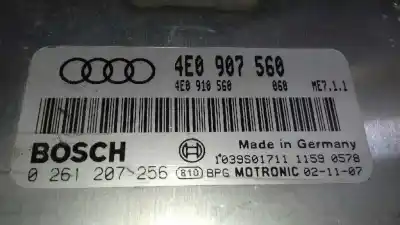 4E0 907 560
4E0 910 560 060 ME7.1.1
BOSCH
Made in Germany
1039S01711 1159 0578
0 261 207 256 810 BPG MOTRONIC 02-11-07